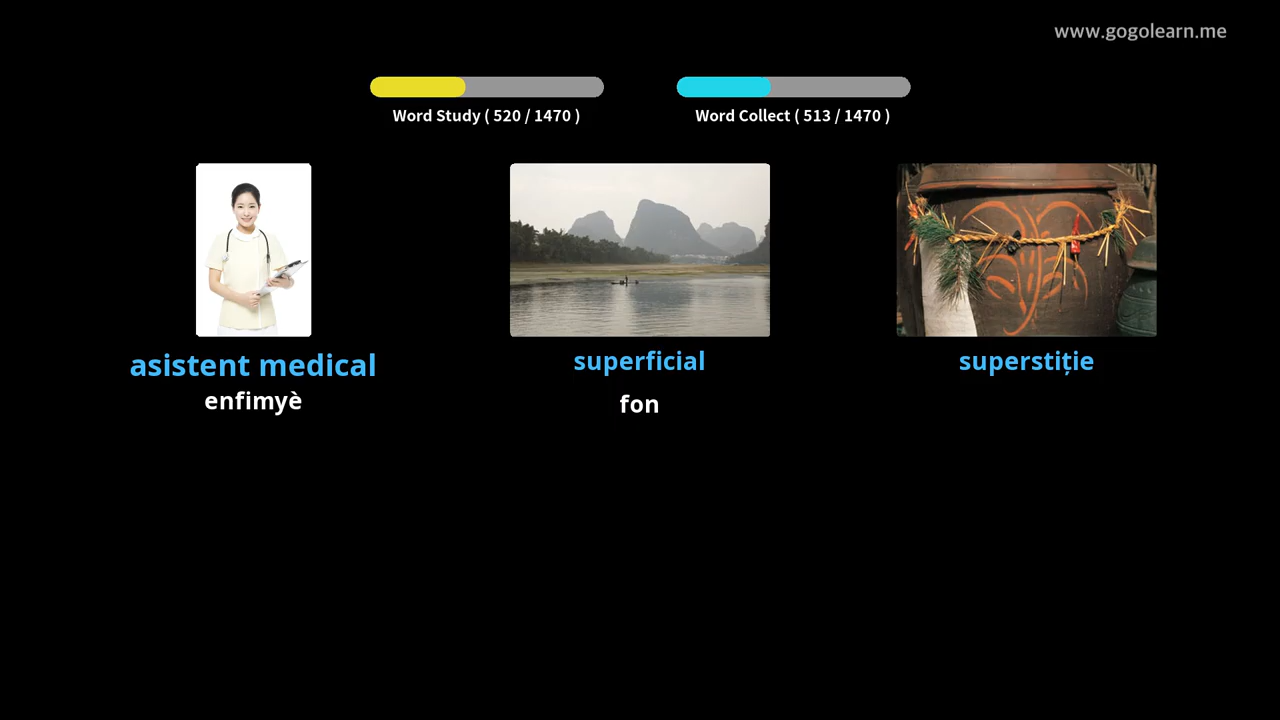 www.gogolearn.me
Word Study ( 520 / 1470 )
Word Collect ( 513 / 1470 )
asistent medical
enfimyè
superficial
fon
superstiție